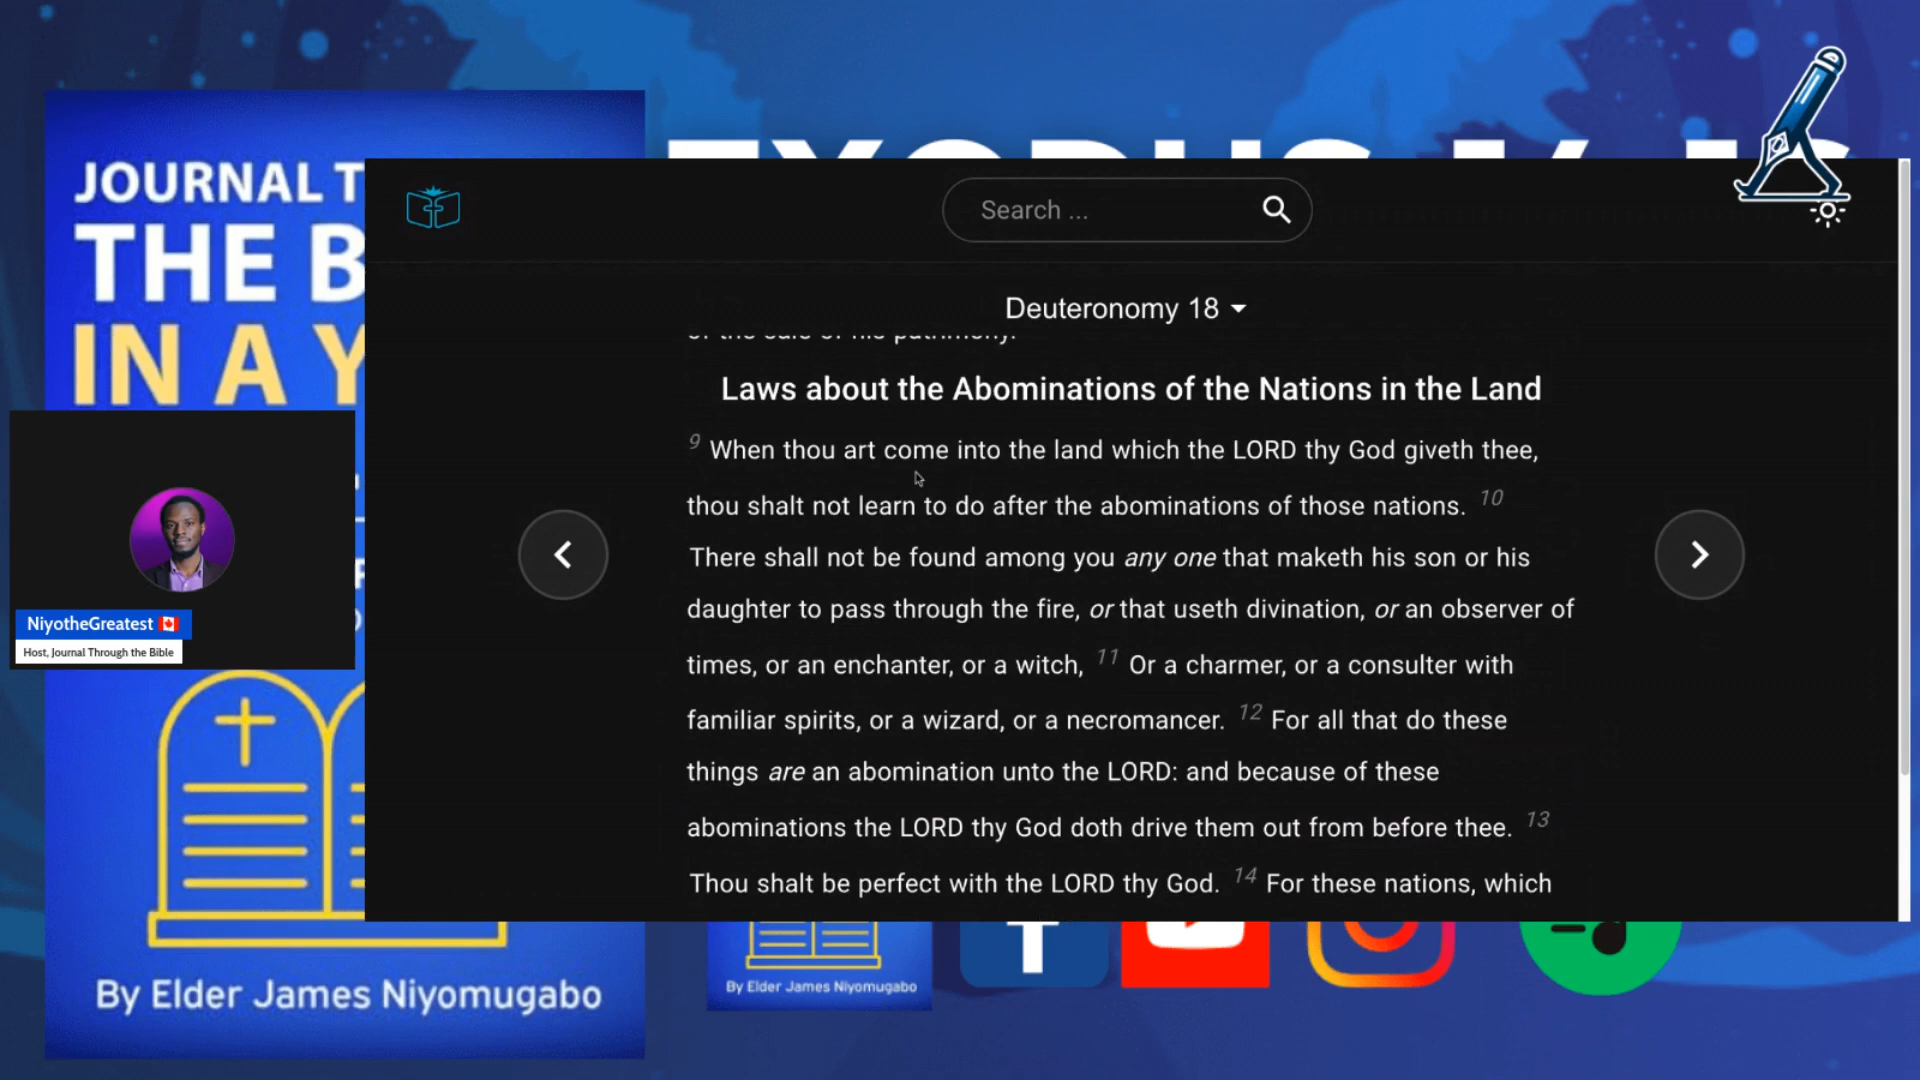 JOURNAL T
THE B
IN A Y
Search ...
Deuteronomy 18
of the sale of his patrimony.
Laws about the Abominations of the Nations in the Land
9 When thou art come into the land which the LORD thy God giveth thee,
thou shalt not learn to do after the abominations of those nations. 10
There shall not be found among you any one that maketh his son or his
daughter to pass through the fire, or that useth divination, or an observer of
times, or an enchanter, or a witch, 11 Or a charmer, or a consulter with
familiar spirits, or a wizard, or a necromancer. 12 For all that do these
things are an abomination unto the LORD: and because of these
abominations the LORD thy God doth drive them out from before thee. 13
Thou shalt be perfect with the LORD thy God. 14 For these nations, which
NiyotheGreatest
Host, Journal Through the Bible
By Elder James Niyomugabo
By Elder James Niyomugabo